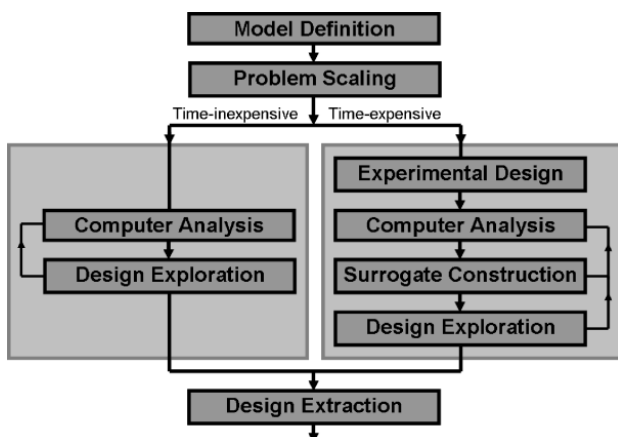 Model Definition
Problem Scaling
Time-inexpensive
Time-expensive
Computer Analysis
Design Exploration
Experimental Design
Computer Analysis
Surrogate Construction
Design Exploration
Design Extraction